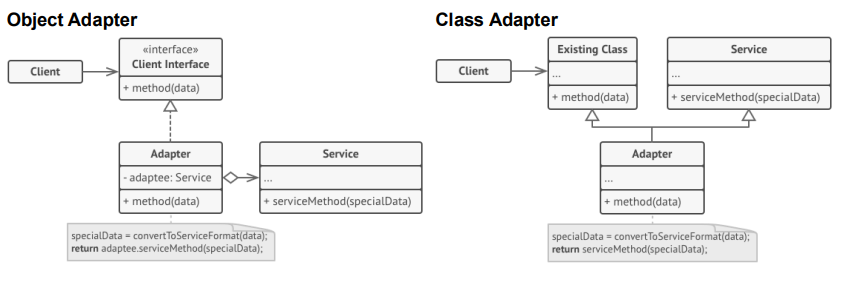 Object Adapter
Client
«interface»
Client Interface
+ method(data)
Adapter
- adaptee: Service
+ method(data)
Service
...
+ serviceMethod(specialData)
specialData = convertToServiceFormat(data);
return adaptee.serviceMethod(specialData);
Class Adapter
Client
Existing Class
...
+ method(data)
Service
...
+ serviceMethod(specialData)
Adapter
...
+ method(data)
specialData = convertToServiceFormat(data);
return serviceMethod(specialData);